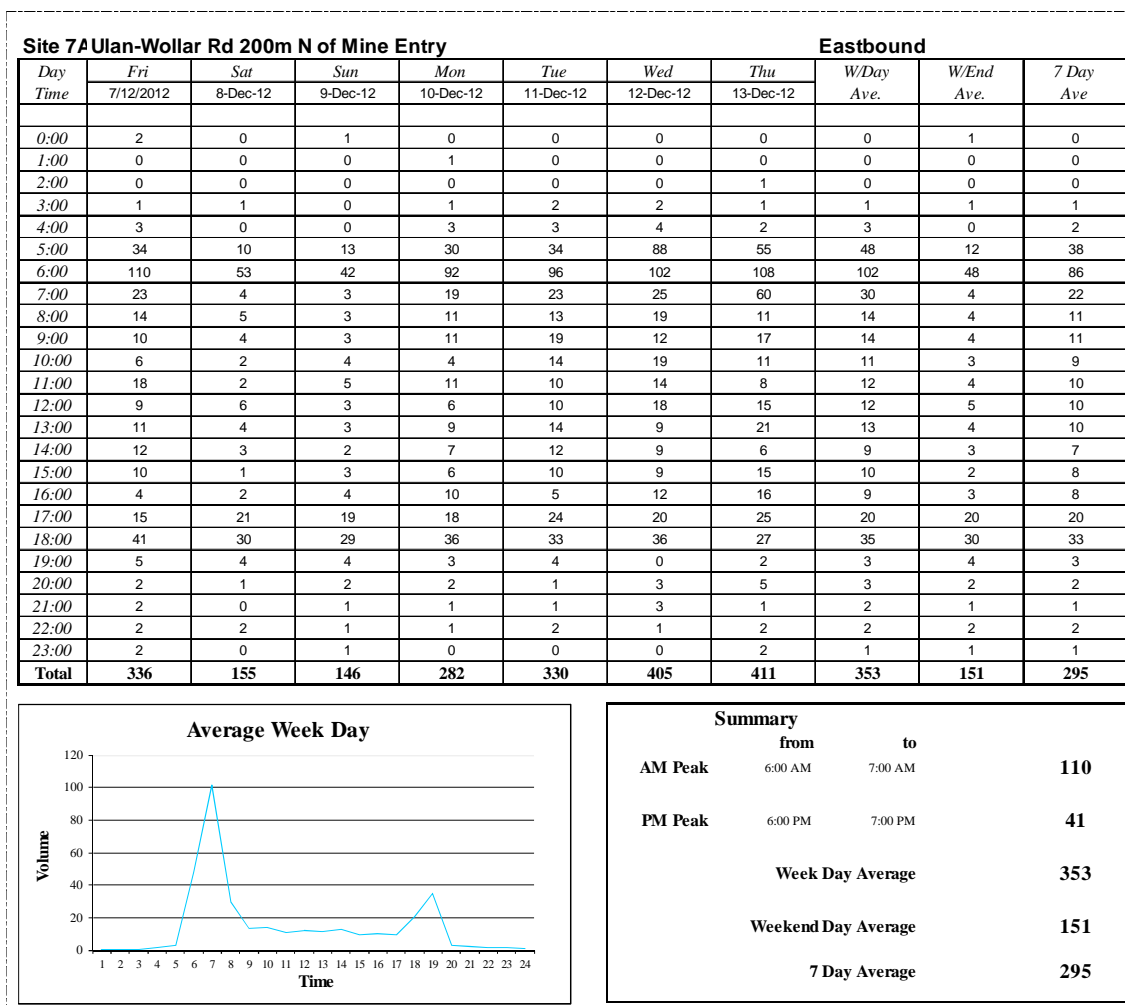 Site 7A Ulan-Wollar Rd 200m N of Mine Entry Eastbound
Day Fri Sat Sun Mon Tue Wed Thu W/Day W/End 7 Day
Time 7/12/2012 8-Dec-12 9-Dec-12 10-Dec-12 11-Dec-12 12-Dec-12 13-Dec-12 Ave. Ave. Ave
0:00 2 0 1 0 0 0 0 0 1 0
1:00 0 0 0 1 0 0 0 0 0 0
2:00 0 0 0 0 0 0 1 0 0 0
3:00 1 1 0 1 2 2 1 1 1 1
4:00 3 0 0 3 3 4 2 3 0 2
5:00 34 10 13 30 34 88 55 48 12 38
6:00 110 53 42 92 96 102 108 102 48 86
7:00 23 4 3 19 23 25 60 30 4 22
8:00 14 5 3 11 13 19 11 14 4 11
9:00 10 4 3 11 19 12 17 14 4 11
10:00 6 2 4 4 14 19 11 11 3 9
11:00 18 2 5 11 10 14 8 12 4 10
12:00 9 6 3 6 10 18 15 12 5 10
13:00 11 4 3 9 14 9 21 13 4 10
14:00 12 3 2 7 12 9 6 9 3 7
15:00 10 1 3 6 10 9 15 10 2 8
16:00 4 2 4 10 5 12 16 9 3 8
17:00 15 21 19 18 24 20 25 20 20 20
18:00 41 30 29 36 33 36 27 35 30 33
19:00 5 4 4 3 4 0 2 3 4 3
20:00 2 1 2 2 1 3 5 3 2 2
21:00 2 0 1 1 1 3 1 2 1 1
22:00 2 2 1 1 2 1 2 2 2 2
23:00 2 0 1 0 0 0 2 1 1 1
Total 336 155 146 282 330 405 411 353 151 295
Average Week Day
120
100
80
60
40
20
0
Volume
1 2 3 4 5 6 7 8 9 10 11 12 13 14 15 16 17 18 19 20 21 22 23 24
Time
Summary
from to
AM Peak 6:00 AM 7:00 AM 110
PM Peak 6:00 PM 7:00 PM 41
Week Day Average 353
Weekend Day Average 151
7 Day Average 295